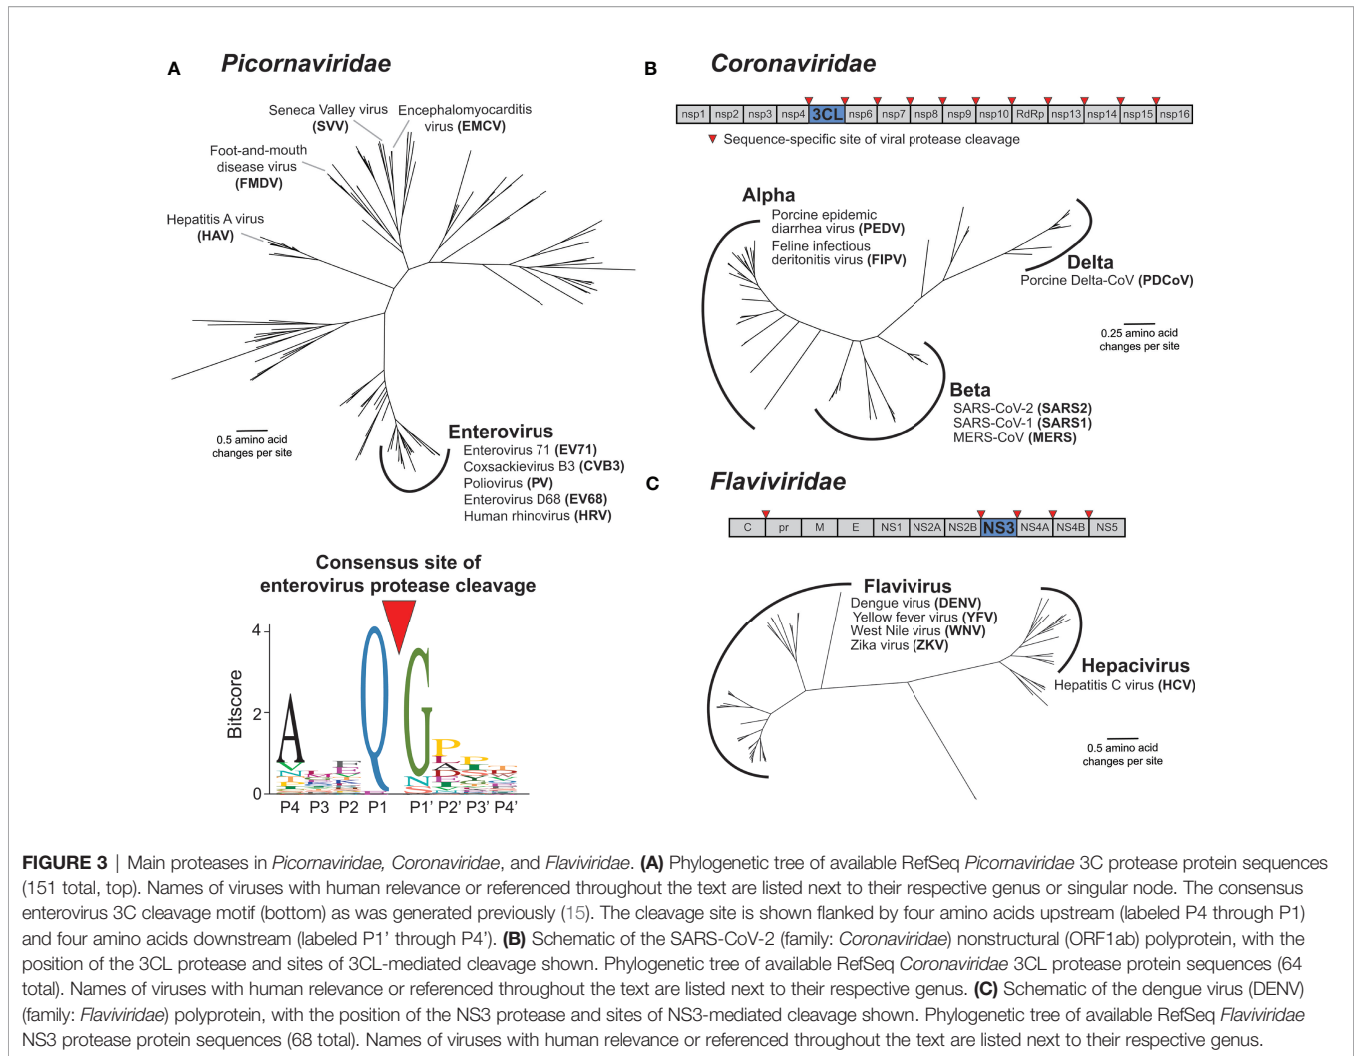 A Picornaviridae
Seneca Valley virus
(SVV)
Encephalomyocarditis
virus (EMCV)
Foot-and-mouth
disease virus
(FMDV)
Hepatitis A virus
(HAV)
0.5 amino acid
changes per site
Enterovirus
Enterovirus 71 (EV71)
Coxsackievirus B3 (CVB3)
Poliovirus (PV)
Enterovirus D68 (EV68)
Human rhinovirus (HRV)
Consensus site of
enterovirus protease cleavage
Bitscore
4
2
0
A Q G
P4 P3 P2 P1 P1' P2' P3' P4'
B Coronaviridae
nsp1 nsp2 nsp3 nsp4 3CL nsp6 nsp7 nsp8 nsp9 nsp10 RdRp nsp13 nsp14 nsp15 nsp16
Sequence-specific site of viral protease cleavage
Alpha
Porcine epidemic
diarrhea virus (PEDV)
Feline infectious
deritonitis virus (FIPV)
Delta
Porcine Delta-CoV (PDCoV)
0.25 amino acid
changes per site
Beta
SARS-CoV-2 (SARS2)
SARS-CoV-1 (SARS1)
MERS-CoV (MERS)
C Flaviviridae
C pr M E NS1 NS2A NS2B NS3 NS4A NS4B NS5
Flavivirus
Dengue virus (DENV)
Yellow fever virus (YFV)
West Nile virus (WNV)
Zika virus (ZKV)
Hepacivirus
Hepatitis C virus (HCV)
0.5 amino acid
changes per site
FIGURE 3 | Main proteases in Picornaviridae, Coronaviridae, and Flaviviridae. (A) Phylogenetic tree of available RefSeq Picornaviridae 3C protease protein sequences
(151 total, top). Names of viruses with human relevance or referenced throughout the text are listed next to their respective genus or singular node. The consensus
enterovirus 3C cleavage motif (bottom) as was generated previously (15). The cleavage site is shown flanked by four amino acids upstream (labeled P4 through P1)
and four amino acids downstream (labeled P1’ through P4’). (B) Schematic of the SARS-CoV-2 (family: Coronaviridae) nonstructural (ORF1ab) polyprotein, with the
position of the 3CL protease and sites of 3CL-mediated cleavage shown. Phylogenetic tree of available RefSeq Coronaviridae 3CL protease protein sequences (64
total). Names of viruses with human relevance or referenced throughout the text are listed next to their respective genus. (C) Schematic of the dengue virus (DENV)
(family: Flaviviridae) polyprotein, with the position of the NS3 protease and sites of NS3-mediated cleavage shown. Phylogenetic tree of available RefSeq Flaviviridae
NS3 protease protein sequences (68 total). Names of viruses with human relevance or referenced throughout the text are listed next to their respective genus.